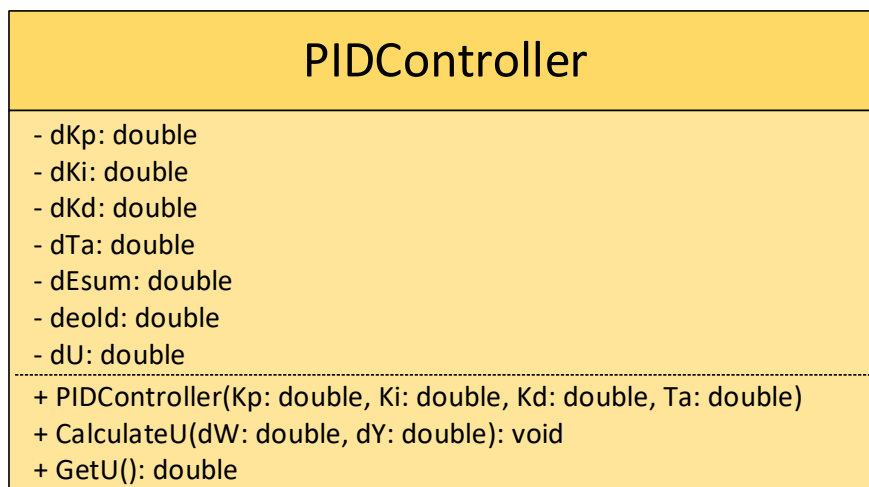 PIDController
- dKp: double
- dKi: double
- dKd: double
- dTa: double
- dEsum: double
- deold: double
- dU: double
+ PIDController(Kp: double, Ki: double, Kd: double, Ta: double)
+ CalculateU(dW: double, dY: double): void
+ GetU(): double